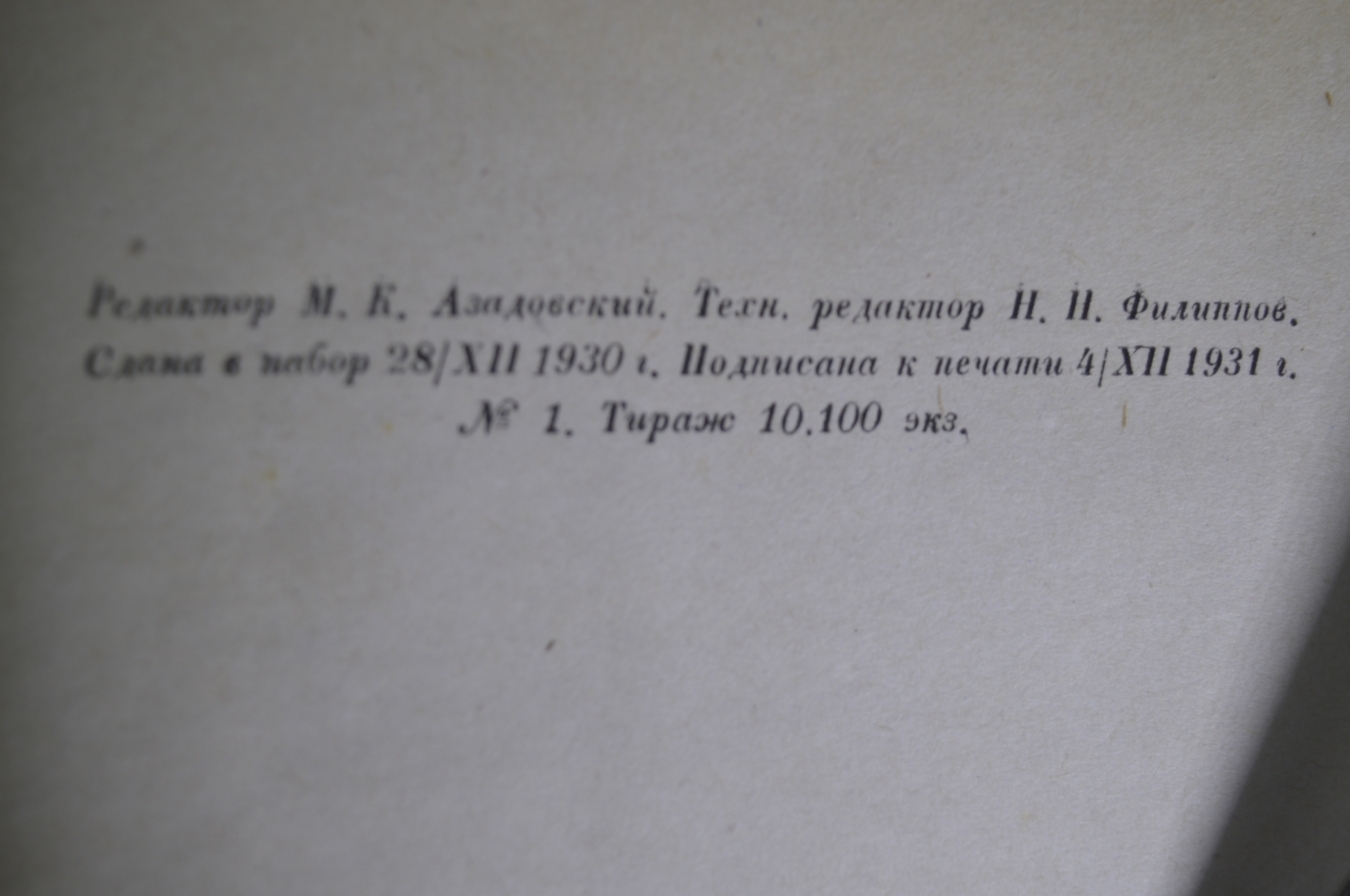 Редактор М. К. Азадовский. Техн. редактор Н. И. Филиппов.
Сдана в набор 28/XII 1930 г. Подписана к печати 4/XII 1931 г.
№ 1. Тираж 10.100 экз.